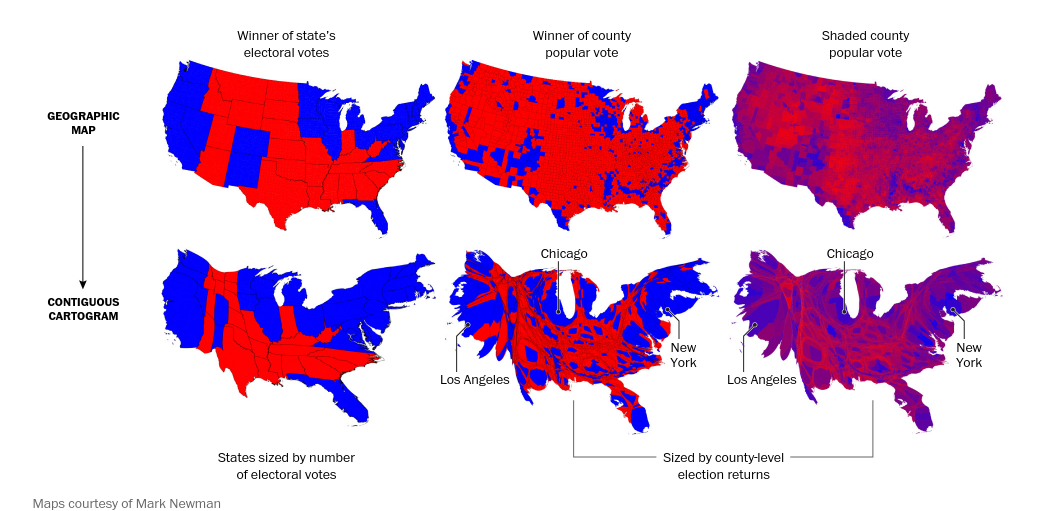 Winner of state's
electoral votes
Winner of county
popular vote
Shaded county
popular vote
GEOGRAPHIC
MAP
CONTIGUOUS
CARTOGRAM
Chicago
Chicago
New
York
New
York
Los Angeles
Los Angeles
States sized by number
of electoral votes
Sized by county-level
election returns
Maps courtesy of Mark Newman